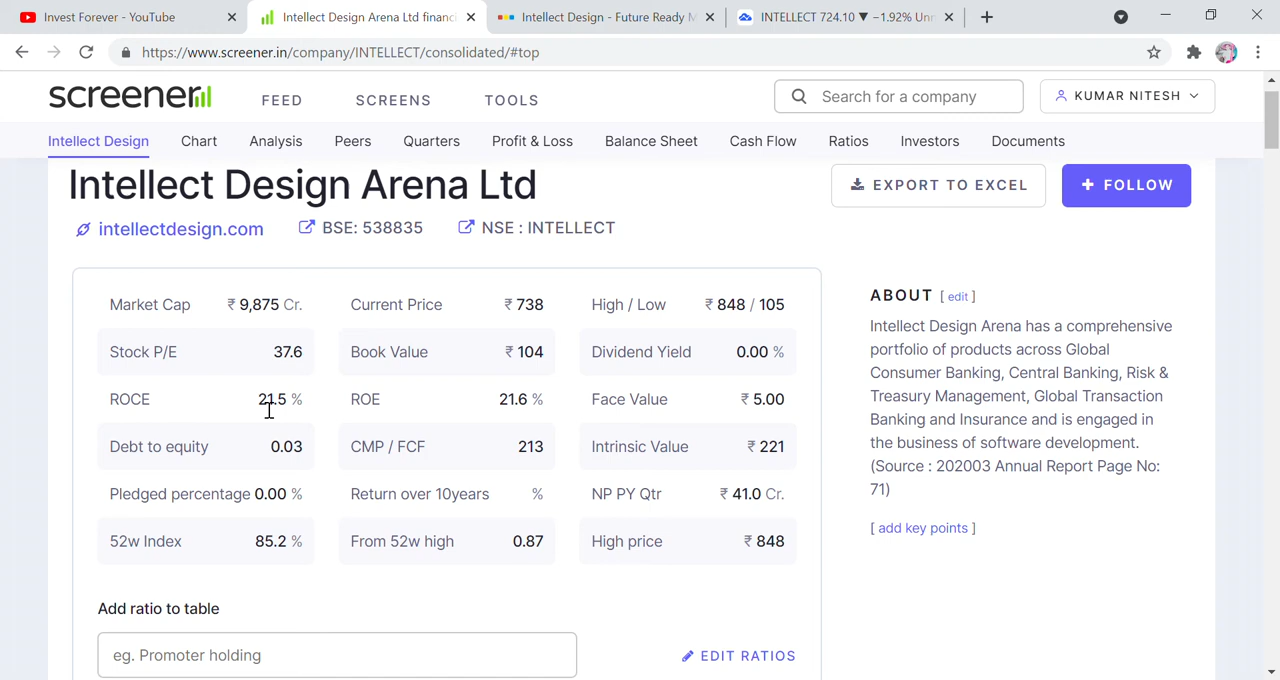 Invest Forever - YouTube
Intellect Design Arena Ltd financi
Intellect Design - Future Ready M
INTELLECT 724.10 ▼ −1.92% Unn
https://www.screener.in/company/INTELLECT/consolidated/#top
screener
FEED
SCREENS
TOOLS
Search for a company
KUMAR NITESH
Intellect Design
Chart
Analysis
Peers
Quarters
Profit & Loss
Balance Sheet
Cash Flow
Ratios
Investors
Documents
Intellect Design Arena Ltd
EXPORT TO EXCEL
+ FOLLOW
intellectdesign.com
BSE: 538835
NSE : INTELLECT
Market Cap ₹ 9,875 Cr.
Current Price ₹ 738
High / Low ₹ 848 / 105
Stock P/E 37.6
Book Value ₹ 104
Dividend Yield 0.00 %
ROCE 21.5 %
ROE 21.6 %
Face Value ₹ 5.00
Debt to equity 0.03
CMP / FCF 213
Intrinsic Value ₹ 221
Pledged percentage 0.00 %
Return over 10years %
NP PY Qtr ₹ 41.0 Cr.
52w Index 85.2 %
From 52w high 0.87
High price ₹ 848
Add ratio to table
eg. Promoter holding
EDIT RATIOS
ABOUT [ edit ]
Intellect Design Arena has a comprehensive
portfolio of products across Global
Consumer Banking, Central Banking, Risk &
Treasury Management, Global Transaction
Banking and Insurance and is engaged in
the business of software development.
(Source : 202003 Annual Report Page No:
71)
[ add key points ]